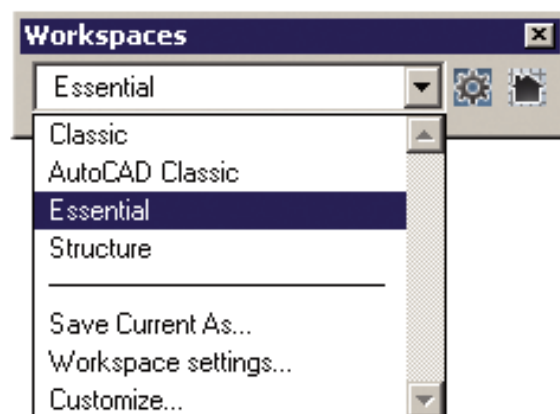 Workspaces
Essential
Classic
AutoCAD Classic
Essential
Structure
Save Current As...
Workspace settings...
Customize...